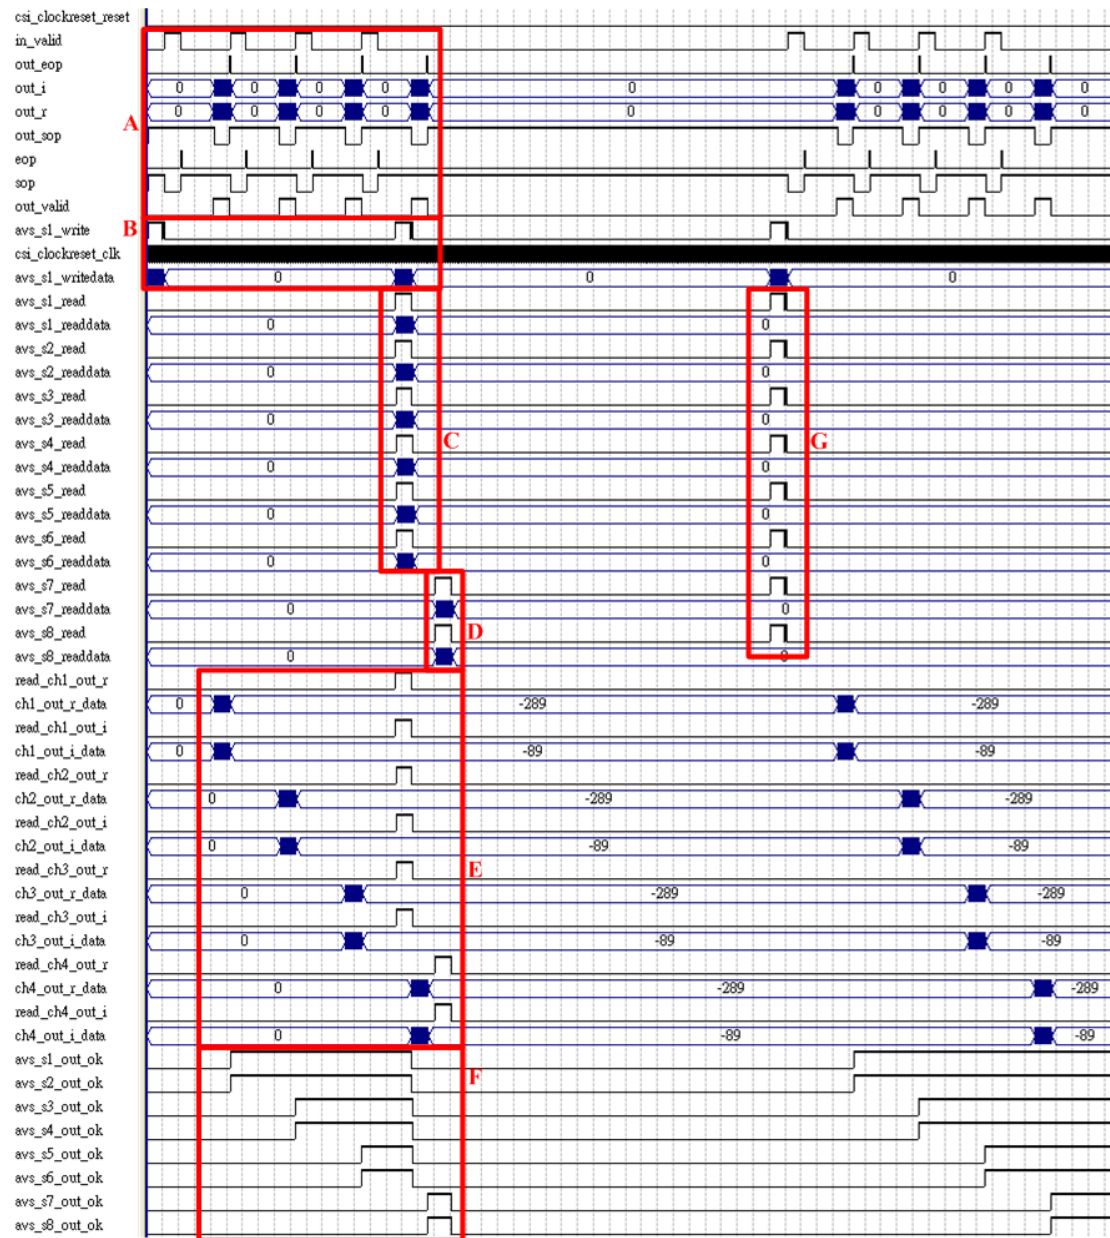 csi_clockreset_reset
in_valid
out_eop
out_i 0 0 0 0 0 0 0 0 0
out_r 0 0 0 0 0 0 0 0 0
A
out_sop
eop
sop
out_valid
avs_s1_write B
csi_clockreset_clk
avs_s1_writedata 0 0 0
avs_s1_read
avs_s1_readdata 0 0
avs_s2_read
avs_s2_readdata 0 0
avs_s3_read
avs_s3_readdata 0 0
avs_s4_read C G
avs_s4_readdata 0 0
avs_s5_read
avs_s5_readdata 0 0
avs_s6_read
avs_s6_readdata 0 0
avs_s7_read
avs_s7_readdata 0 0
avs_s8_read D
avs_s8_readdata 0 0
read_ch1_out_r
ch1_out_r_data 0 -289 -289
read_ch1_out_i
ch1_out_i_data 0 -89 -89
read_ch2_out_r
ch2_out_r_data 0 -289 -289
read_ch2_out_i
ch2_out_i_data 0 -89 -89
read_ch3_out_r E
ch3_out_r_data 0 -289 -289
read_ch3_out_i
ch3_out_i_data 0 -89 -89
read_ch4_out_r
ch4_out_r_data 0 -289 -289
read_ch4_out_i
ch4_out_i_data 0 -89 -89
avs_s1_out_ok
avs_s2_out_ok F
avs_s3_out_ok
avs_s4_out_ok
avs_s5_out_ok
avs_s6_out_ok
avs_s7_out_ok
avs_s8_out_ok